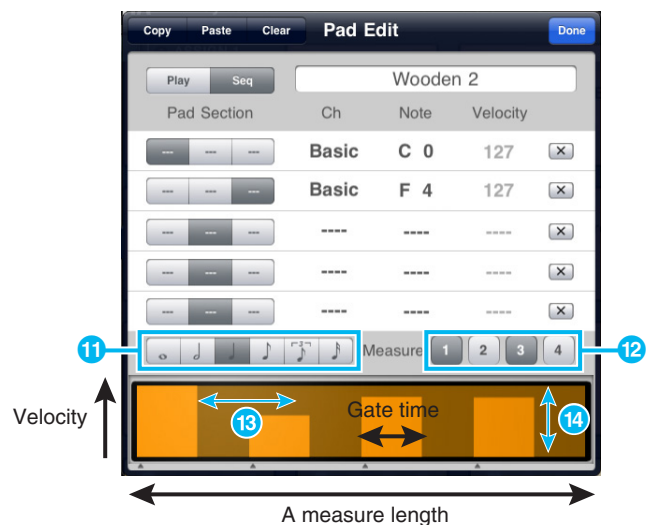 Copy Paste Clear Pad Edit Done
Play Seq Wooden 2
Pad Section Ch Note Velocity
--- --- --- Basic C 0 127 X
--- --- --- Basic F 4 127 X
--- --- --- ---- ---- ---- X
--- --- --- ---- ---- ---- X
--- --- --- ---- ---- ---- X
11 3 Measure 1 2 3 4 12
Velocity 13 Gate time 14
A measure length